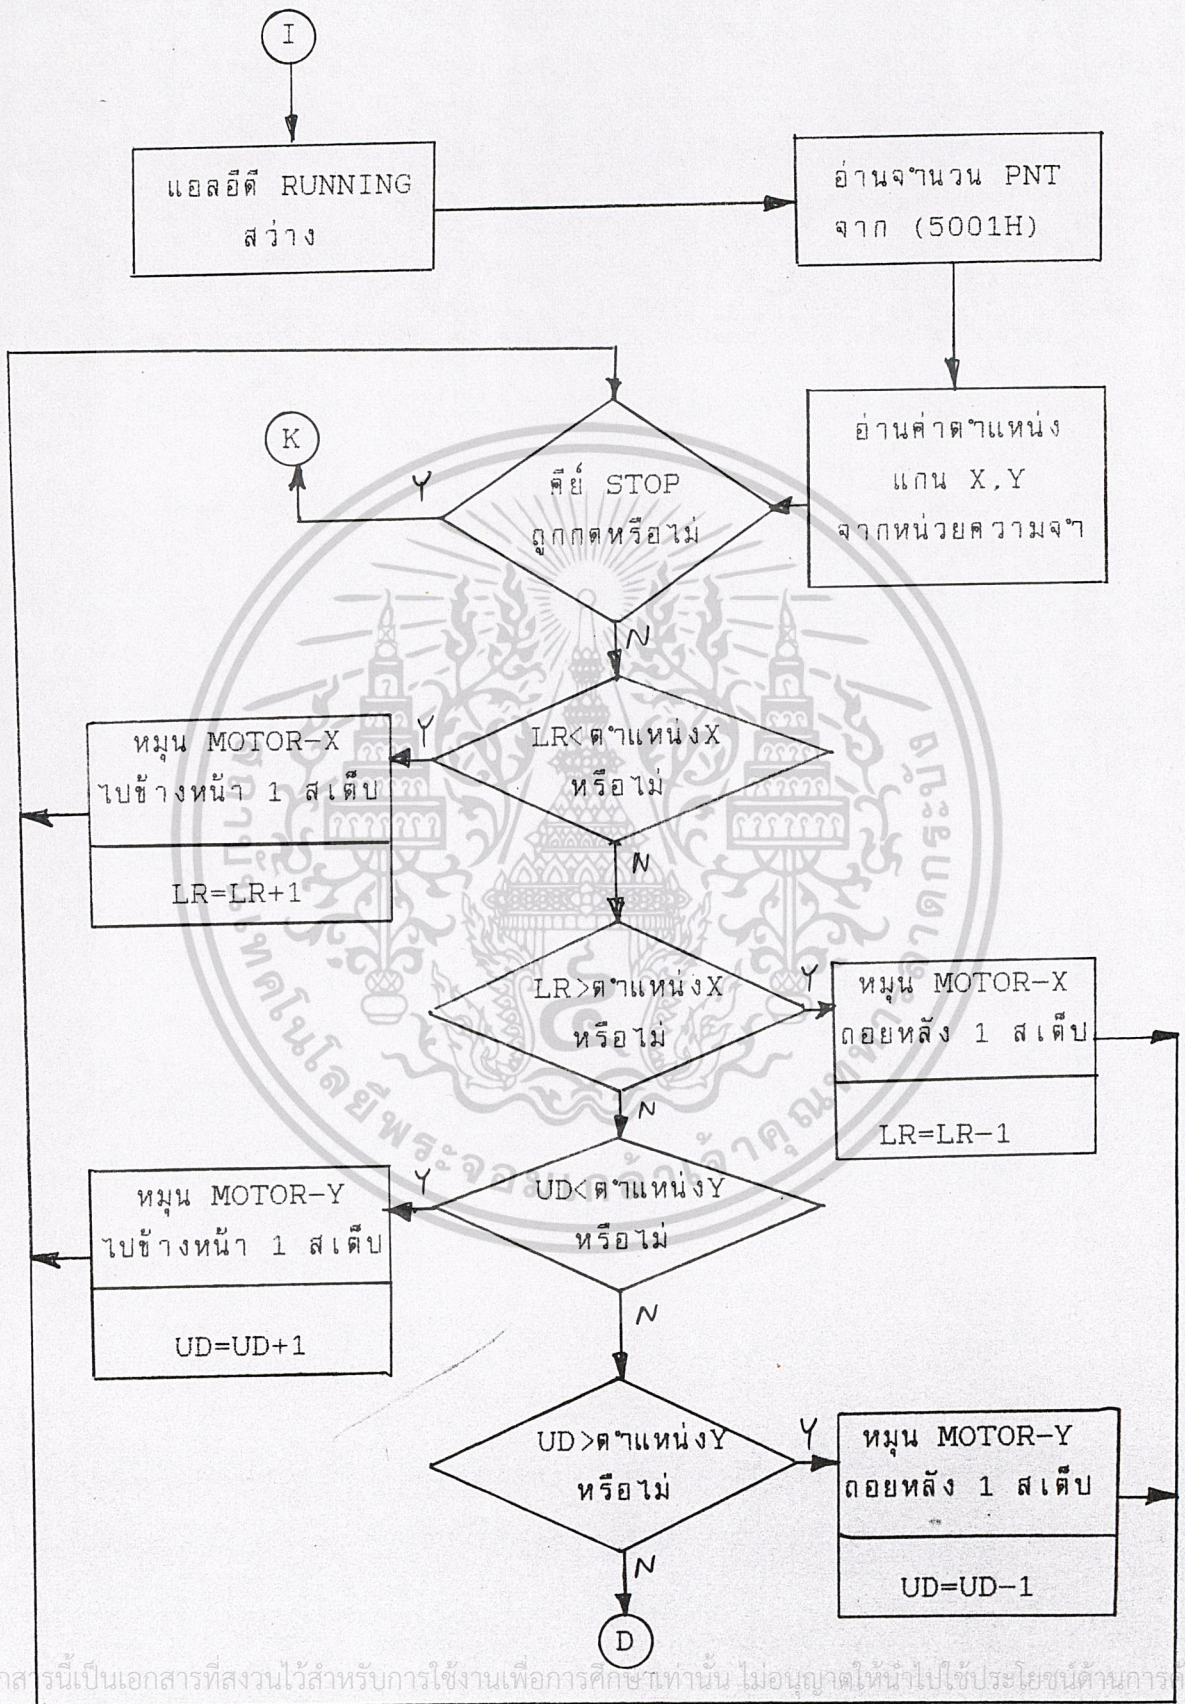 I
แอลอีดี RUNNING
สว่าง
อ่านจำนวน PNT
จาก (5001H)
อ่านค่าตำแหน่ง
แกน X,Y
จากหน่วยความจำ
K
Y
คีย์ STOP
ถูกกดหรือไม่
N
หมุน MOTOR-X
ไปข้างหน้า 1 สเต็ป
LR=LR+1
Y
LR<ตำแหน่งX
หรือไม่
N
LR>ตำแหน่งX
หรือไม่
Y
หมุน MOTOR-X
ถอยหลัง 1 สเต็ป
LR=LR-1
N
หมุน MOTOR-Y
ไปข้างหน้า 1 สเต็ป
UD=UD+1
Y
UD<ตำแหน่งY
หรือไม่
N
UD>ตำแหน่งY
หรือไม่
Y
หมุน MOTOR-Y
ถอยหลัง 1 สเต็ป
UD=UD-1
N
D
สารนี้เป็นเอกสารที่สงวนไว้สำหรับการใช้งานเพื่อการศึกษาเท่านั้น ไม่อนุญาตให้นำไปใช้ประโยชน์ด้านการ